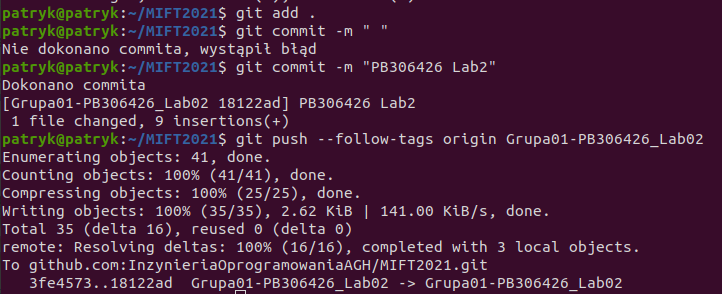 patryk@patryk:~/MIFT2021$ git add .
patryk@patryk:~/MIFT2021$ git commit -m " "
Nie dokonano commita, wystąpił błąd
patryk@patryk:~/MIFT2021$ git commit -m "PB306426 Lab2"
Dokonano commita
[Grupa01-PB306426_Lab02 18122ad] PB306426 Lab2
 1 file changed, 9 insertions(+)
patryk@patryk:~/MIFT2021$ git push --follow-tags origin Grupa01-PB306426_Lab02
Enumerating objects: 41, done.
Counting objects: 100% (41/41), done.
Compressing objects: 100% (25/25), done.
Writing objects: 100% (35/35), 2.62 KiB | 141.00 KiB/s, done.
Total 35 (delta 16), reused 0 (delta 0)
remote: Resolving deltas: 100% (16/16), completed with 3 local objects.
To github.com:InzynieriaOprogramowaniaAGH/MIFT2021.git
   3fe4573..18122ad  Grupa01-PB306426_Lab02 -> Grupa01-PB306426_Lab02